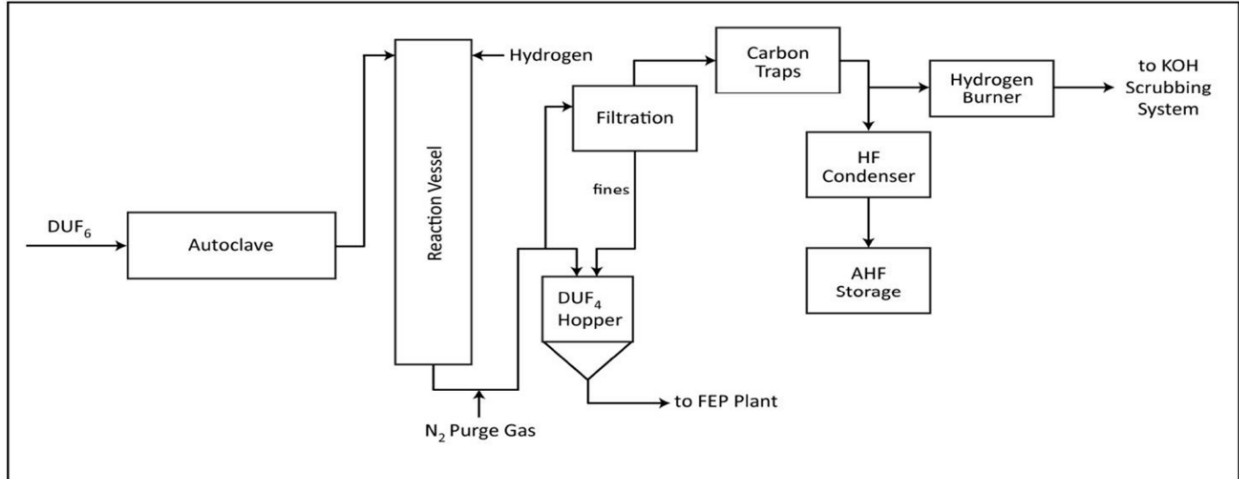 DUF₆
Autoclave
Reaction Vessel
Hydrogen
N₂ Purge Gas
Filtration
fines
DUF₄
Hopper
to FEP Plant
Carbon
Traps
HF
Condenser
AHF
Storage
Hydrogen
Burner
to KOH
Scrubbing
System